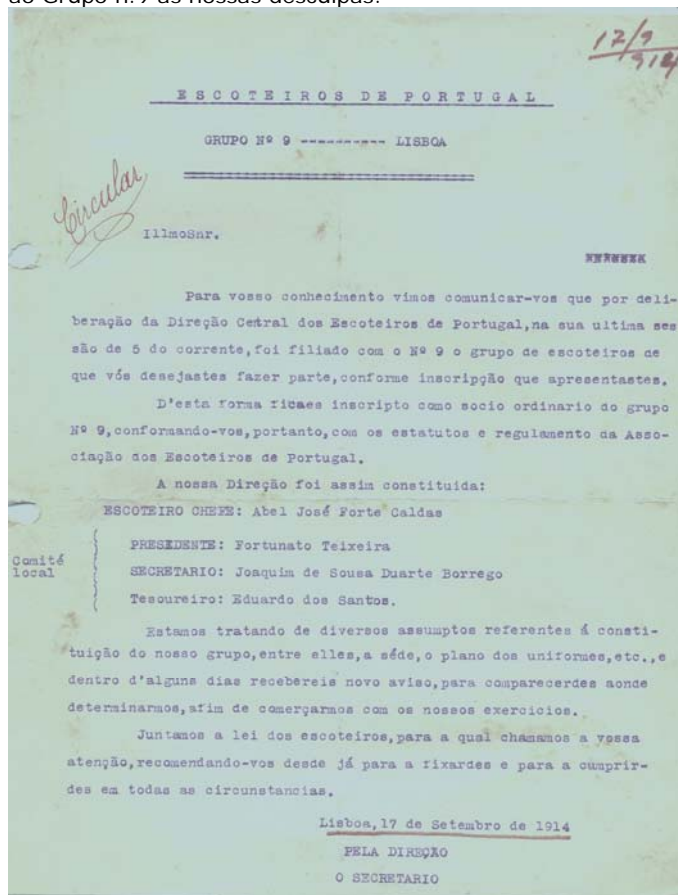 ao Grupo n.º 9 as nossas desculpas.
17/9
914
ESCOTEIROS DE PORTUGAL
GRUPO Nº 9 ---------- LISBOA
Circular
IllmoSnr.
Para vosso conhecimento vimos comunicar-vos que por deli-
beração da Direção Central dos Escoteiros de Portugal,na sua ultima ses
são de 5 do corrente,foi filiado com o Nº 9 o grupo de escoteiros de
que vós desejastes fazer parte,conforme inscripção que apresentastes.
D'esta forma ficaes inscripto como socio ordinario do grupo
Nº 9,conformando-vos,portanto,com os estatutos e regulamento da Asso-
ciação dos Escoteiros de Portugal.
A nossa Direção foi assim constituida:
ESCOTEIRO CHEFE: Abel José Forte Caldas
Comité
local
PRESIDENTE: Fortunato Teixeira
SECRETARIO: Joaquim de Sousa Duarte Borrego
Tesoureiro: Eduardo dos Santos.
Estamos tratando de diversos assumptos referentes á consti-
tuição do nosso grupo,entre elles,a séde,o plano dos uniformes,etc.,e
dentro d'alguns dias recebereis novo aviso,para comparecerdes aonde
determinarmos,afim de comerçarmos com os nossos exercicios.
Juntamos a lei dos escoteiros,para a qual chamamos a vossa
atenção,recomendando-vos desde já para a fixardes e para a cumprir-
des em todas as circunstancias.
Lisboa,17 de Setembro de 1914
PELA DIREÇÃO
O SECRETARIO